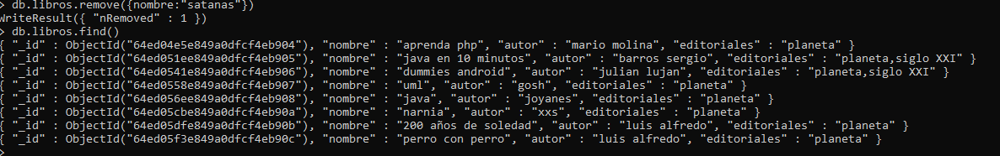 > db.libros.remove({nombre:"satanas"})
WriteResult({ "nRemoved" : 1 })
> db.libros.find()
{ "_id" : ObjectId("64ed04e5e849a0dfcf4eb904"), "nombre" : "aprenda php", "autor" : "mario molina", "editoriales" : "planeta" }
{ "_id" : ObjectId("64ed051ee849a0dfcf4eb905"), "nombre" : "java en 10 minutos", "autor" : "barros sergio", "editoriales" : "planeta,siglo XXI" }
{ "_id" : ObjectId("64ed0541e849a0dfcf4eb906"), "nombre" : "dummies android", "autor" : "julian lujan", "editoriales" : "planeta,siglo XXI" }
{ "_id" : ObjectId("64ed0558e849a0dfcf4eb907"), "nombre" : "uml", "autor" : "gosh", "editoriales" : "planeta" }
{ "_id" : ObjectId("64ed056ee849a0dfcf4eb908"), "nombre" : "java", "autor" : "joyanes", "editoriales" : "planeta" }
{ "_id" : ObjectId("64ed05cbe849a0dfcf4eb90a"), "nombre" : "narnia", "autor" : "xxs", "editoriales" : "planeta" }
{ "_id" : ObjectId("64ed05dfe849a0dfcf4eb90b"), "nombre" : "200 años de soledad", "autor" : "luis alfredo", "editoriales" : "planeta" }
{ "_id" : ObjectId("64ed05f3e849a0dfcf4eb90c"), "nombre" : "perro con perro", "autor" : "luis alfredo", "editoriales" : "planeta" }
>